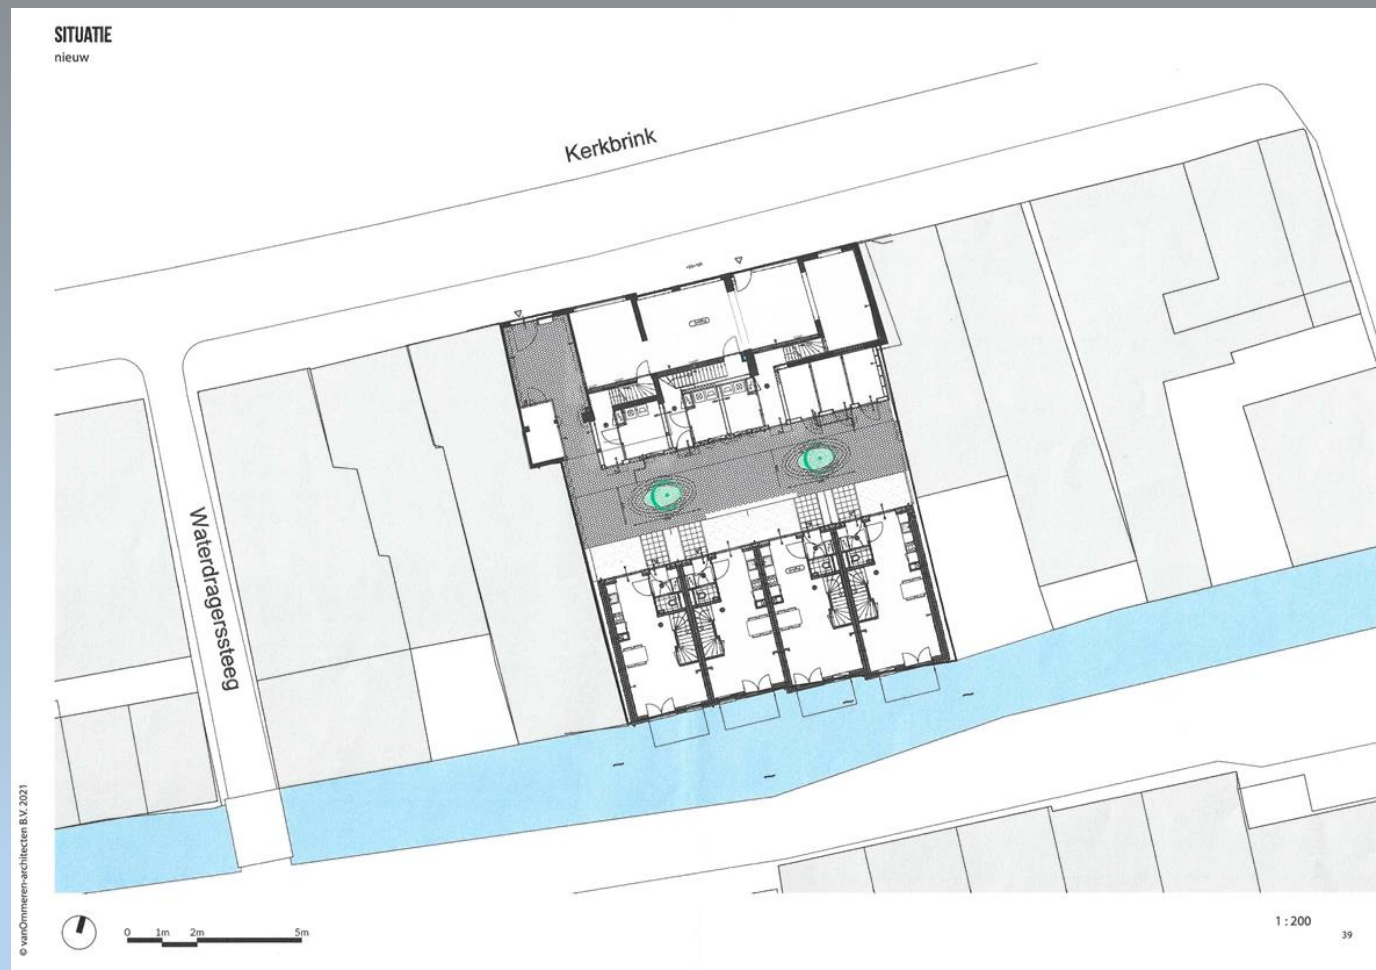 SITUATIE
nieuw
Kerkbrink
Waterdragerssteeg
© vanOmmeren-architecten B.V. 2021
0 1m 2m 5m
1 : 200
39